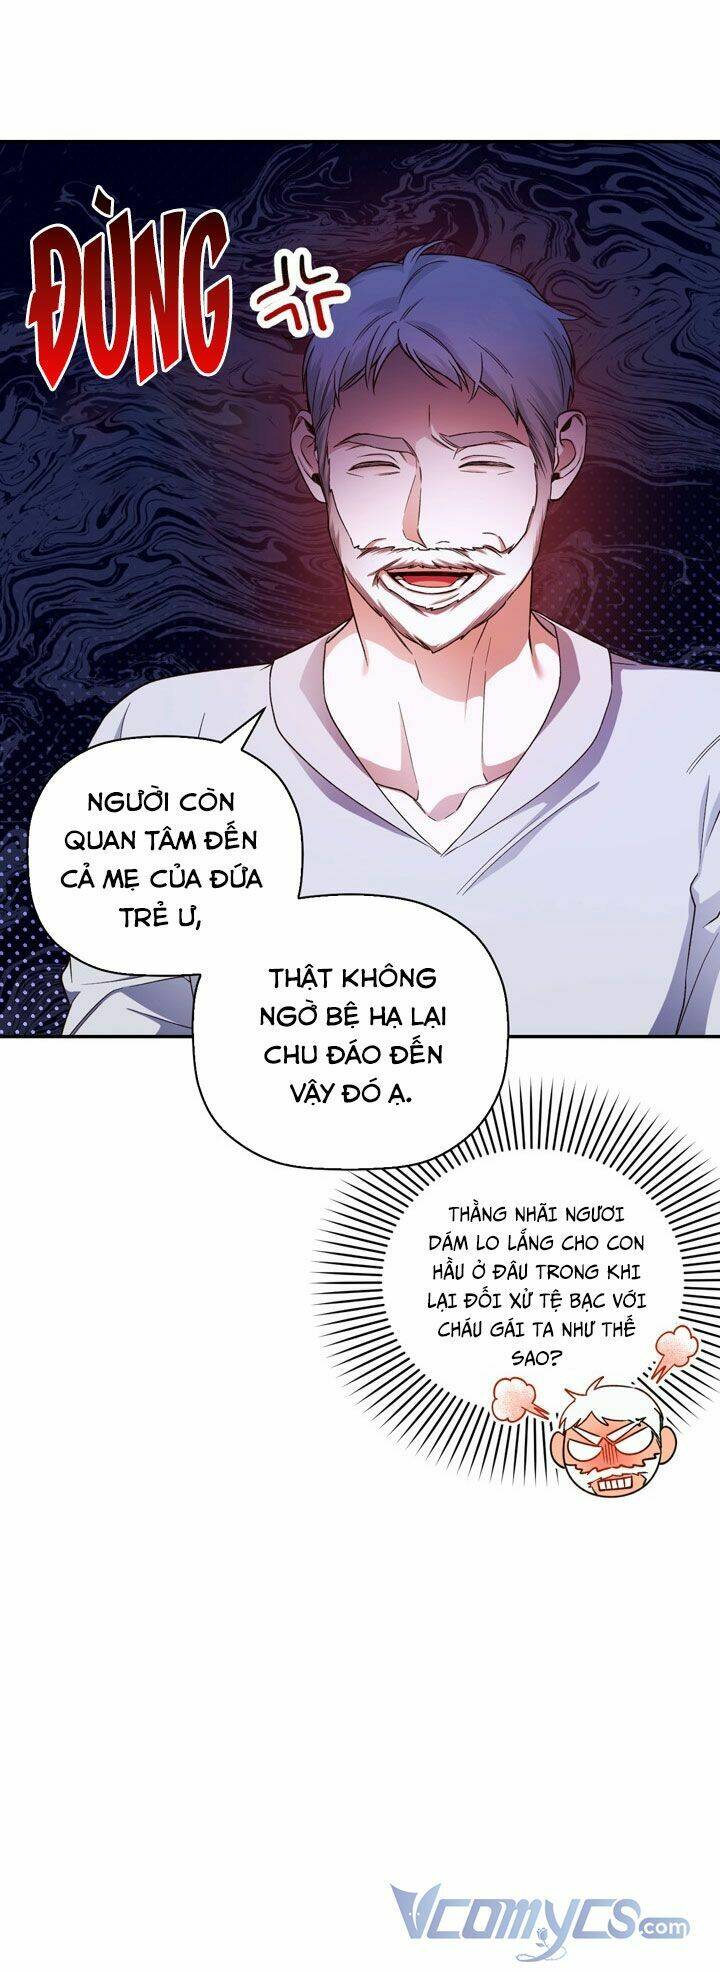 ĐÙNG
NGƯỜI CÒN
QUAN TÂM ĐẾN
CẢ MẸ CỦA ĐỨA
TRẺ Ư,
THẬT KHÔNG
NGỜ BỆ HẠ LẠI
CHU ĐÁO ĐẾN
VẬY ĐÓ Ạ.
THẰNG NHÃI NGƯƠI
DÁM LO LẮNG CHO CON
HẦU Ở ĐÂU TRONG KHI
LẠI ĐỐI XỬ TỆ BẠC VỚI
CHÁU GÁI TA NHƯ THẾ
SAO?
VCOMYCS.com